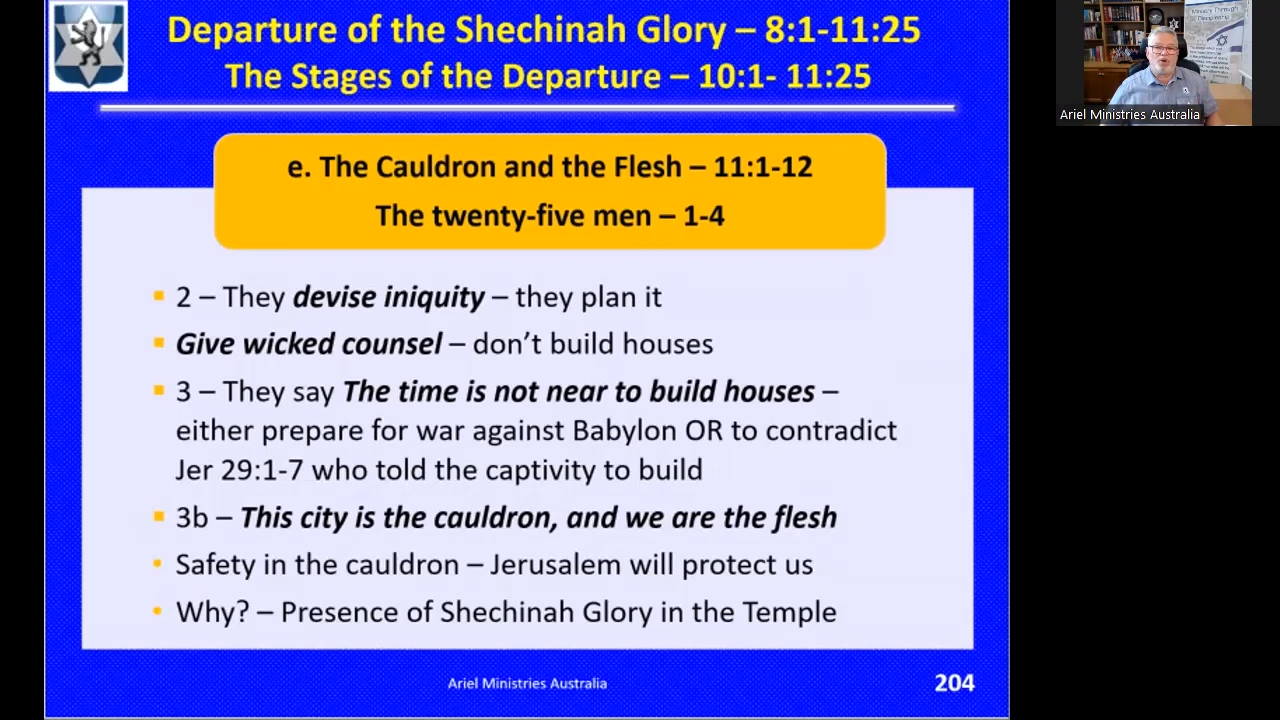 Departure of the Shechinah Glory – 8:1-11:25
The Stages of the Departure – 10:1- 11:25
e. The Cauldron and the Flesh – 11:1-12
The twenty-five men – 1-4
2 – They devise iniquity – they plan it
Give wicked counsel – don't build houses
3 – They say The time is not near to build houses –
either prepare for war against Babylon OR to contradict
Jer 29:1-7 who told the captivity to build
3b – This city is the cauldron, and we are the flesh
Safety in the cauldron – Jerusalem will protect us
Why? – Presence of Shechinah Glory in the Temple
Ariel Ministries Australia
204
Ministry Through
Discipleship
Ariel Ministries Australia